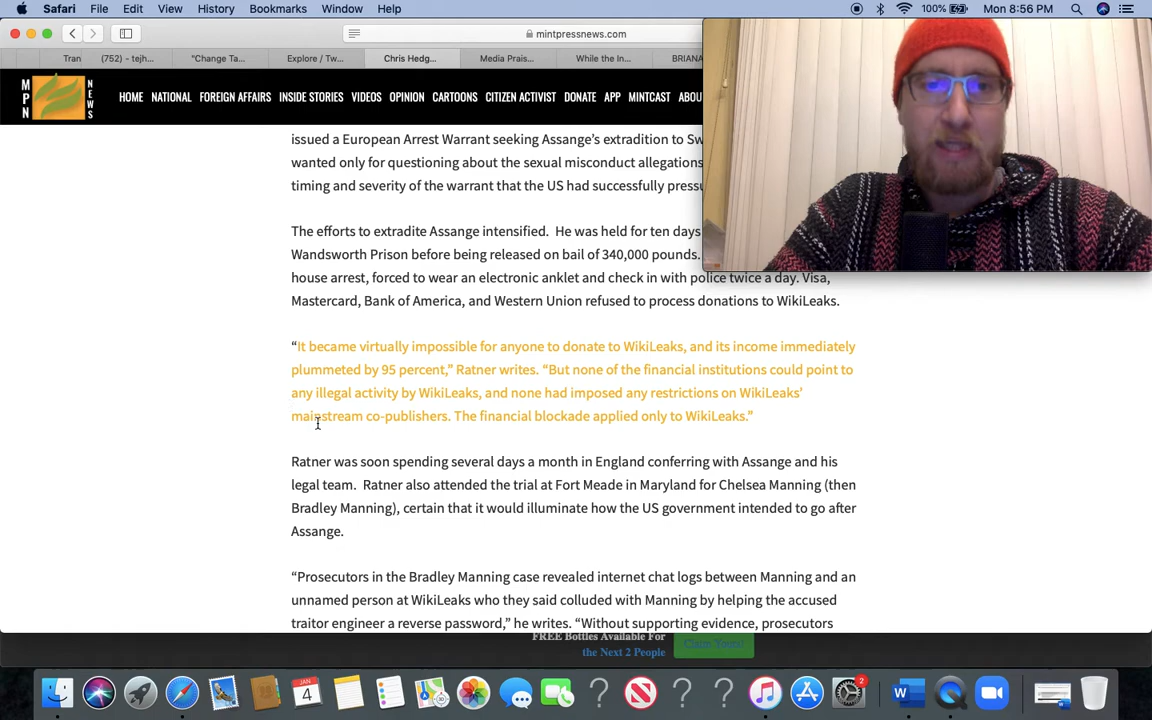 Safari File Edit View History Bookmarks Window Help 100% Mon 8:56 PM
mintpressnews.com
Tran (752) - tejh... "Change Ta... Explore / Tw... Chris Hedg... Media Prais... While the In... BRIANA
MPN NEWS HOME NATIONAL FOREIGN AFFAIRS INSIDE STORIES VIDEOS OPINION CARTOONS CITIZEN ACTIVIST DONATE APP MINTCAST ABOU
issued a European Arrest Warrant seeking Assange's extradition to Sw
wanted only for questioning about the sexual misconduct allegations
timing and severity of the warrant that the US had successfully pressu
The efforts to extradite Assange intensified. He was held for ten days
Wandsworth Prison before being released on bail of 340,000 pounds.
house arrest, forced to wear an electronic anklet and check in with police twice a day. Visa,
Mastercard, Bank of America, and Western Union refused to process donations to WikiLeaks.
“It became virtually impossible for anyone to donate to WikiLeaks, and its income immediately
plummeted by 95 percent,” Ratner writes. “But none of the financial institutions could point to
any illegal activity by WikiLeaks, and none had imposed any restrictions on WikiLeaks’
mainstream co-publishers. The financial blockade applied only to WikiLeaks.”
Ratner was soon spending several days a month in England conferring with Assange and his
legal team. Ratner also attended the trial at Fort Meade in Maryland for Chelsea Manning (then
Bradley Manning), certain that it would illuminate how the US government intended to go after
Assange.
“Prosecutors in the Bradley Manning case revealed internet chat logs between Manning and an
unnamed person at WikiLeaks who they said colluded with Manning by helping the accused
traitor engineer a reverse password,” he writes. “Without supporting evidence, prosecutors
FREE Bottles Available For
the Next 2 People
Claim Yours!
JAN
4
2